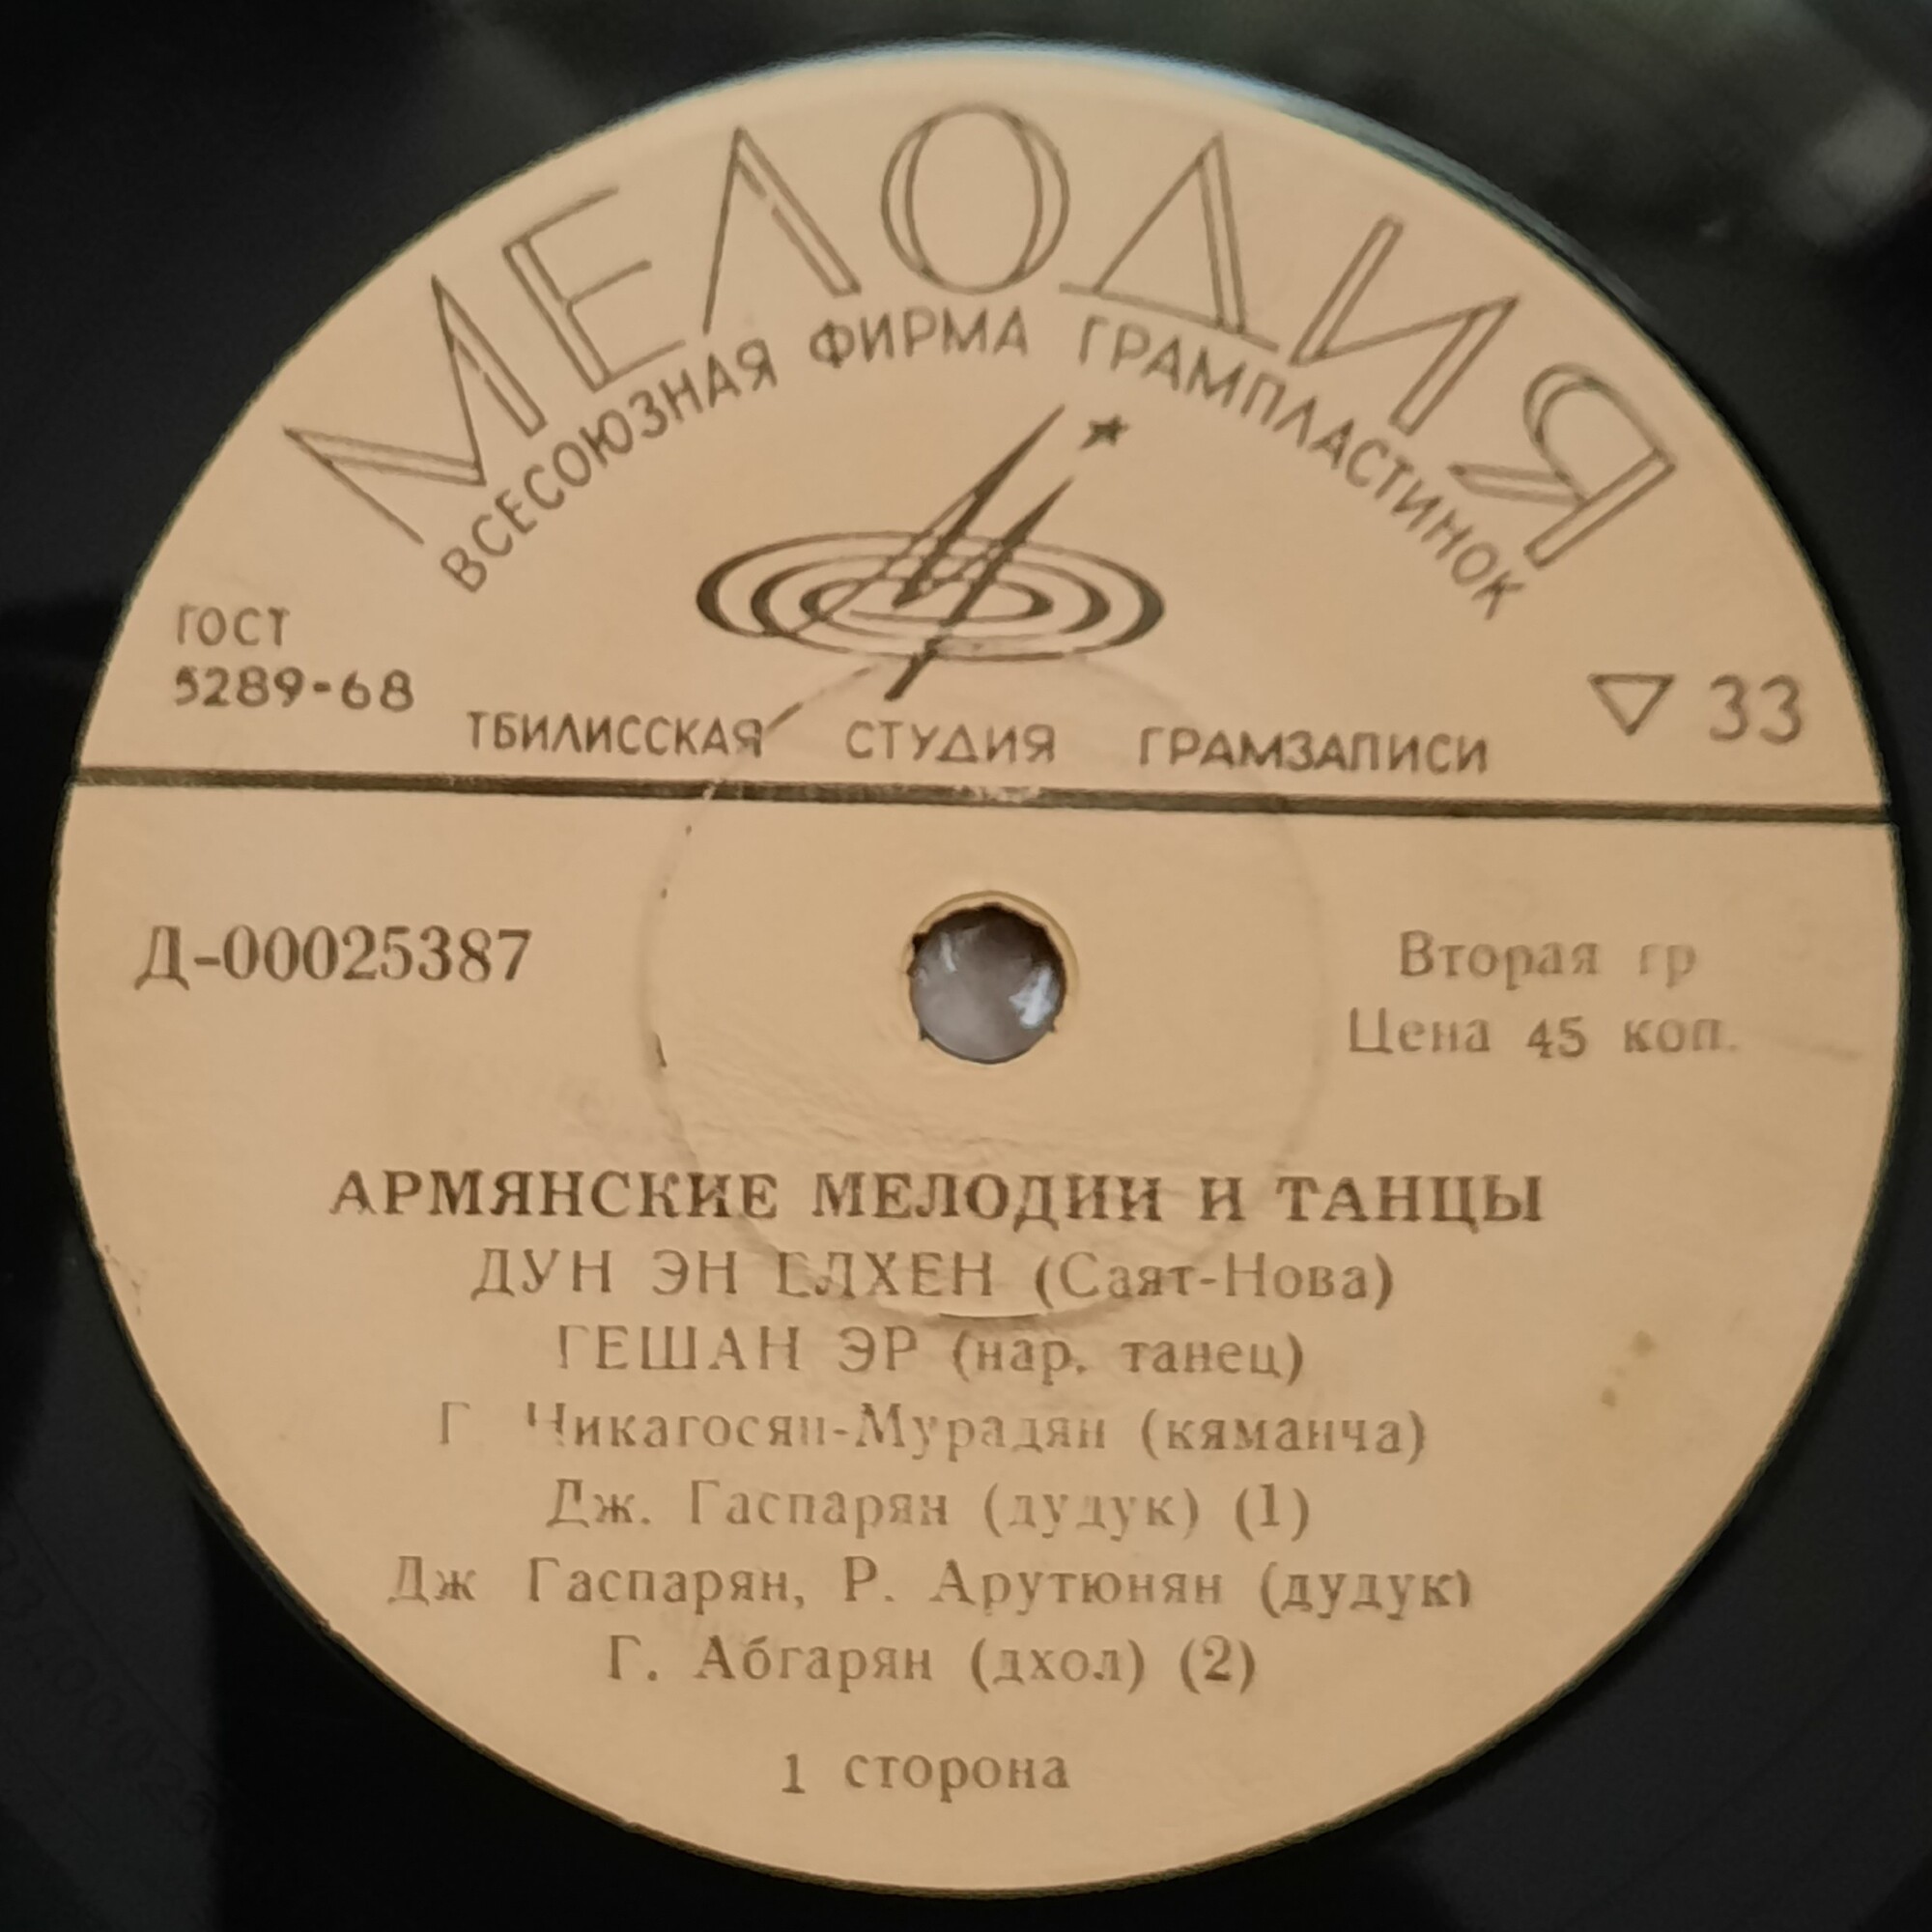 МЕЛОДИЯ
ВСЕСОЮЗНАЯ ФИРМА ГРАМПЛАСТИНОК
ГОСТ
5289-68
33
ТБИЛИССКАЯ СТУДИЯ ГРАМЗАПИСИ
Д-00025387
Вторая гр
Цена 45 коп.
АРМЯНСКИЕ МЕЛОДИИ И ТАНЦЫ
ДУН ЭН ЕЛХЕН (Саят-Нова)
ГЕШАН ЭР (нар. танец)
Г Чикагосян-Мурадян (кяманча)
Дж. Гаспарян (дудук) (1)
Дж Гаспарян, Р. Арутюнян (дудук)
Г. Абгарян (дхол) (2)
1 сторона